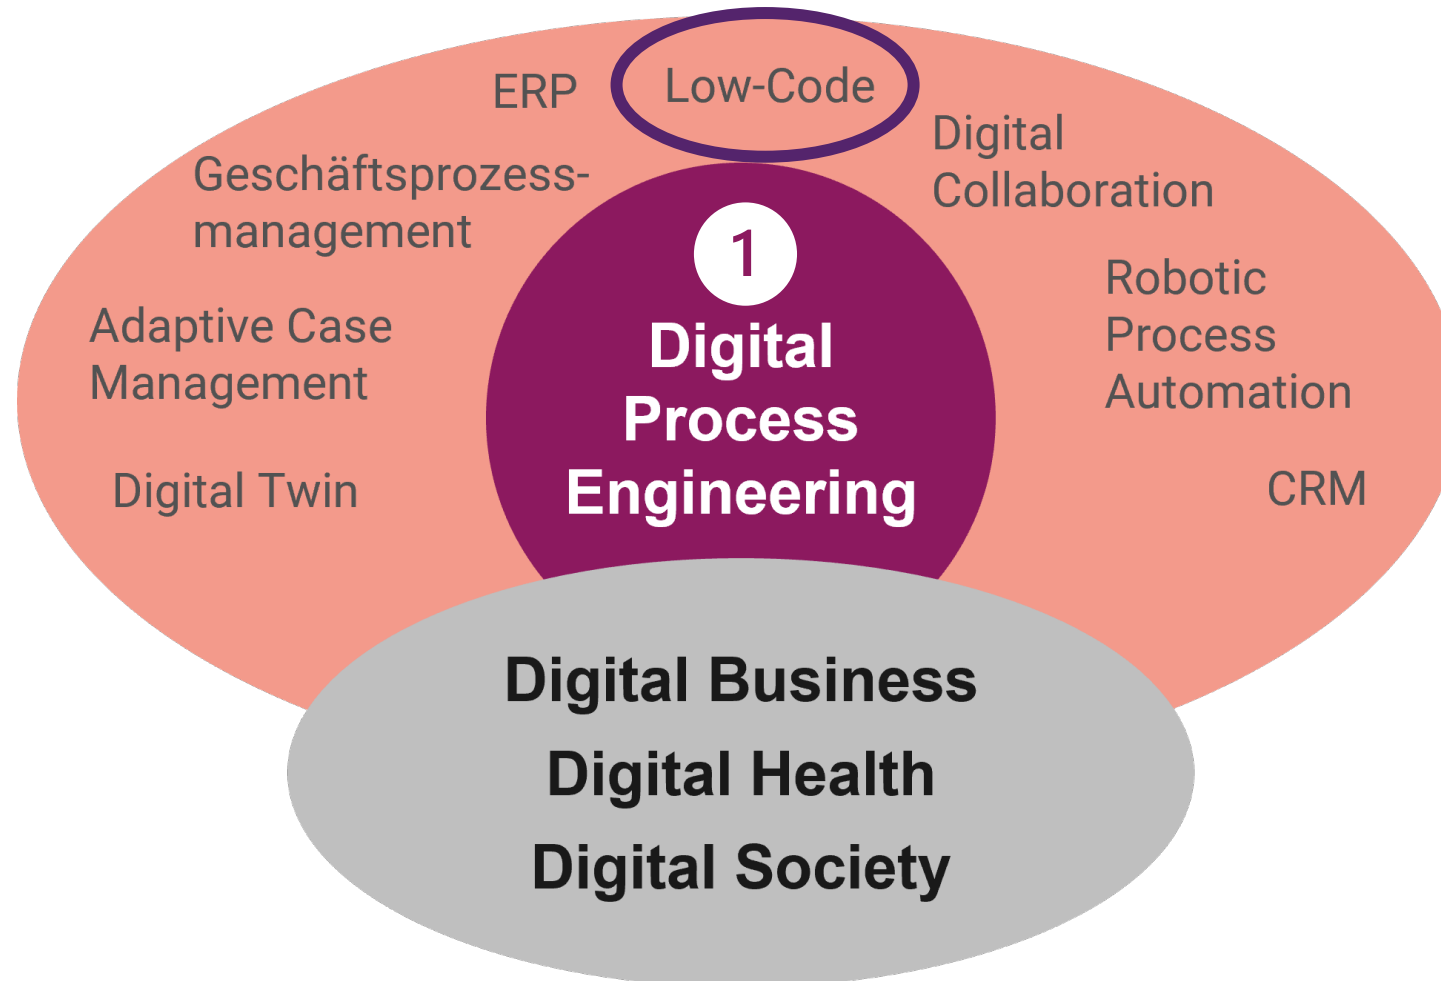 ERP
Low-Code
Digital
Collaboration
Geschäftsprozess-
management
Robotic
Process
Automation
Adaptive Case
Management
Digital Twin
CRM
1
Digital
Process
Engineering
Digital Business
Digital Health
Digital Society